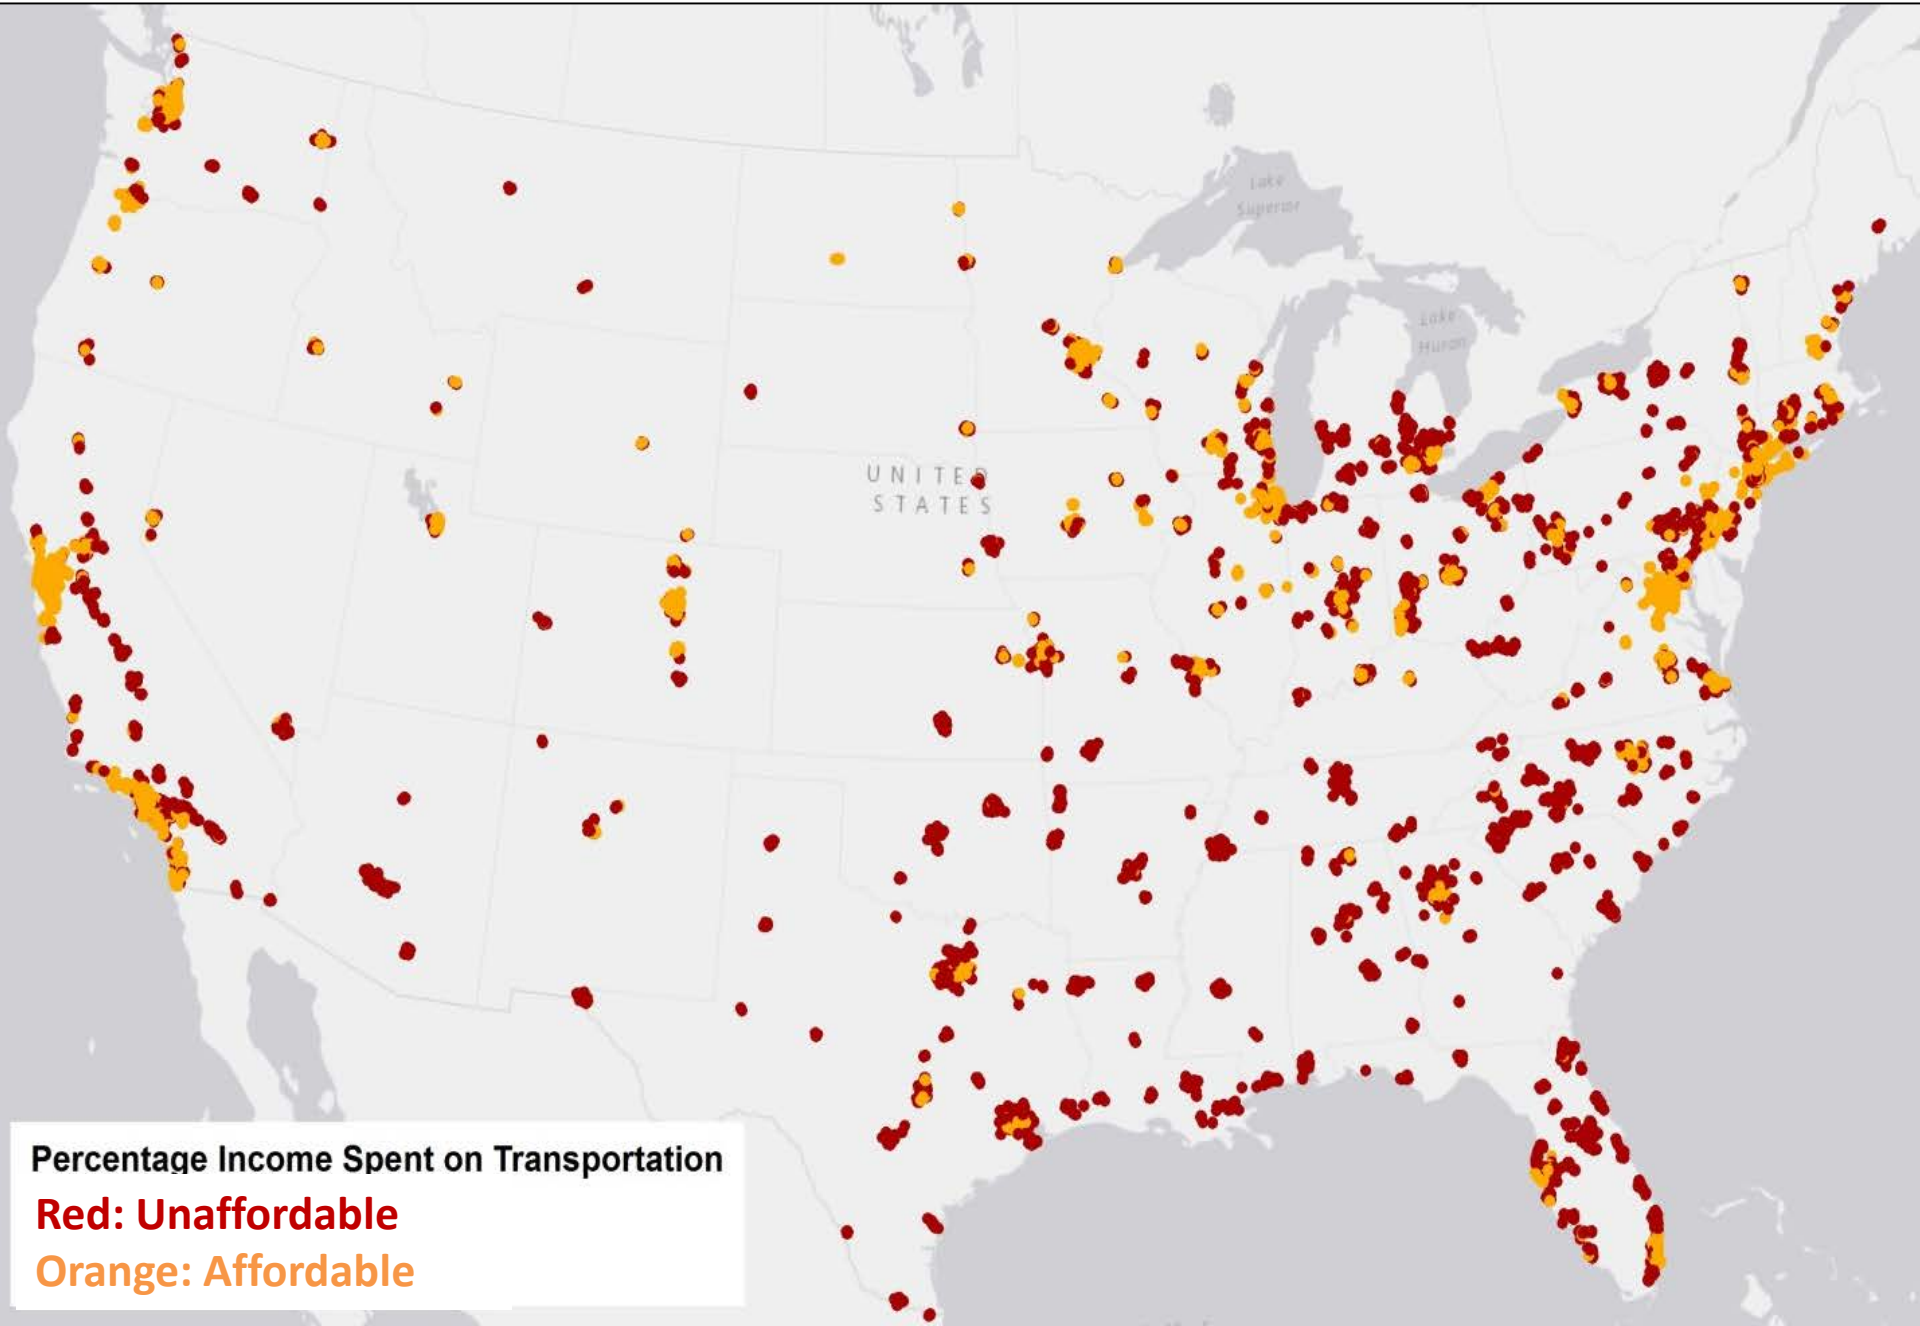 Lake
Superior
Lake
Huron
UNITED
STATES
Percentage Income Spent on Transportation
Red: Unaffordable
Orange: Affordable